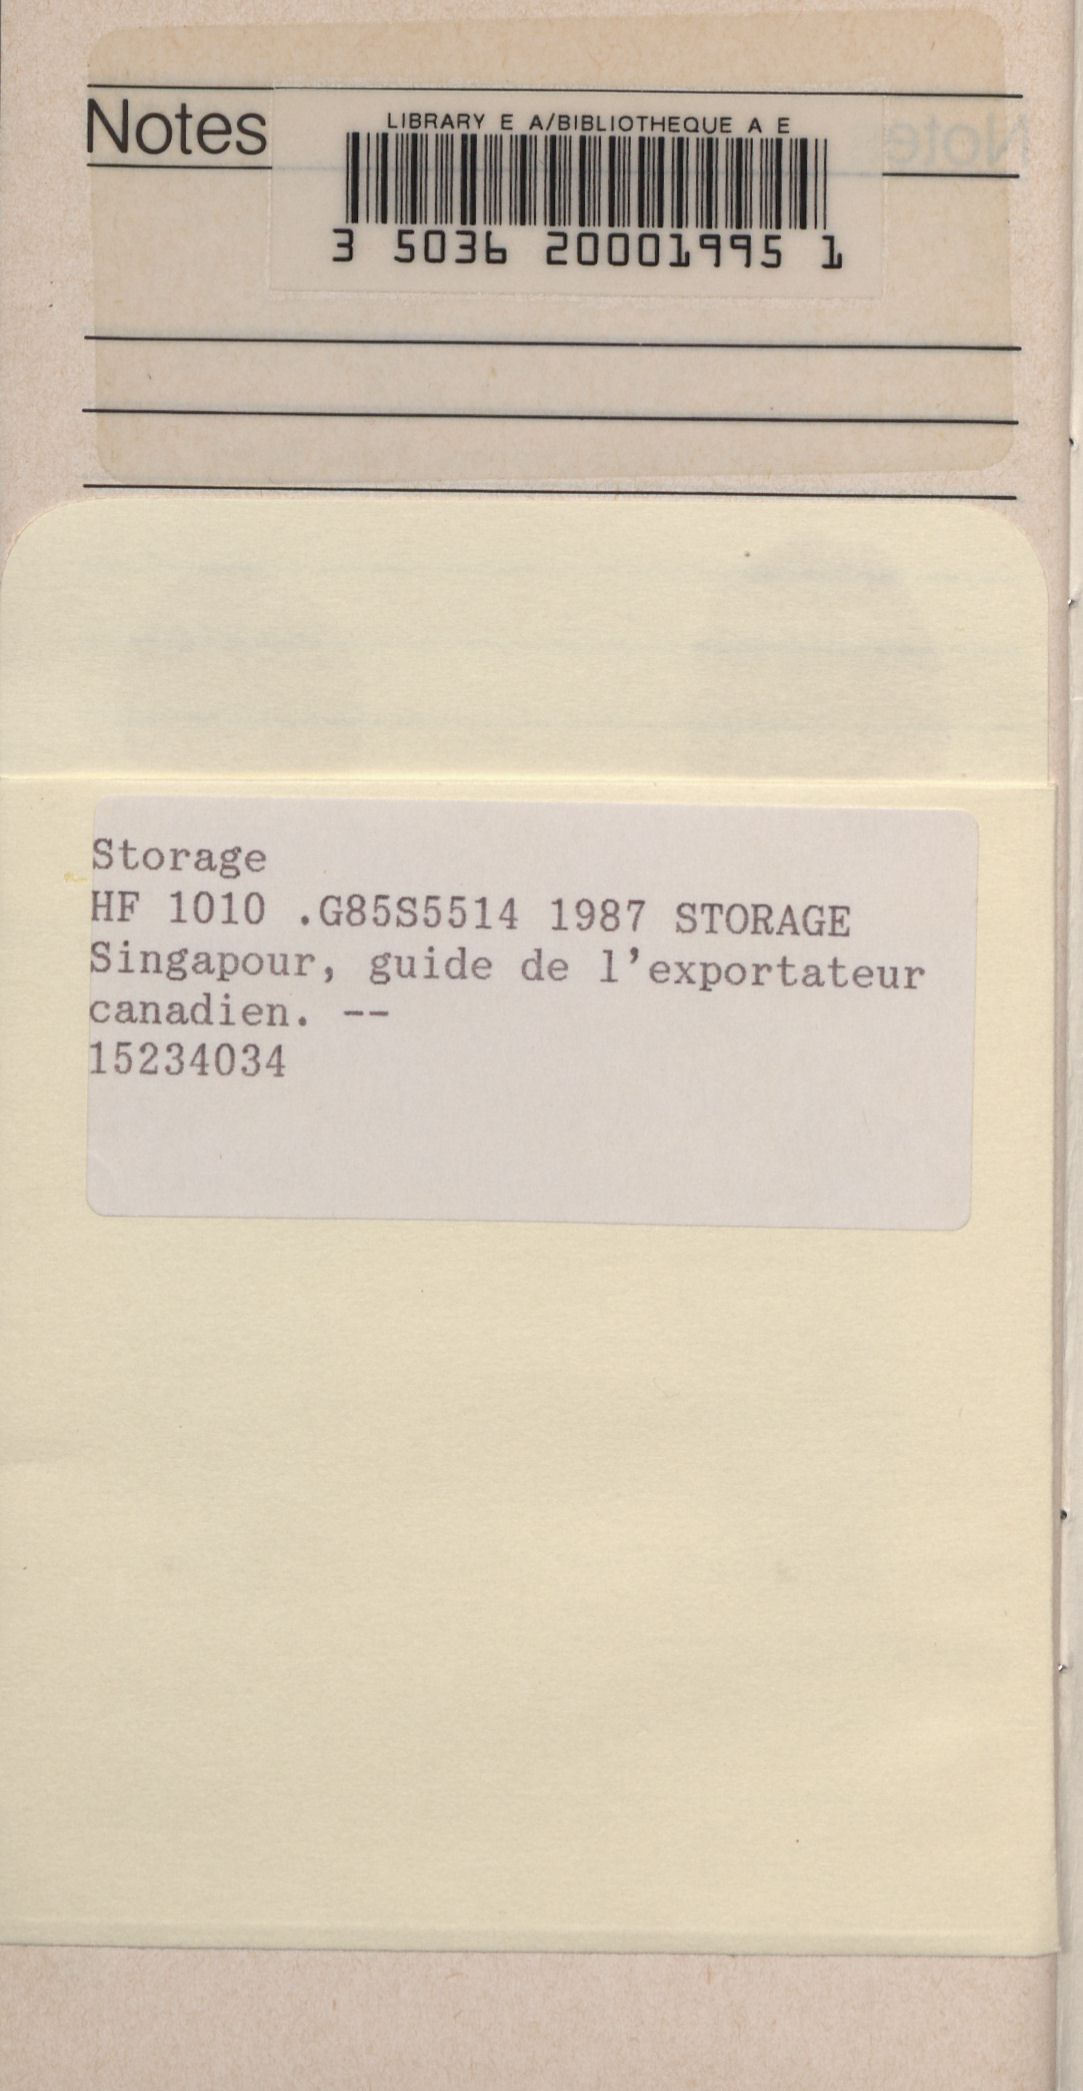 Notes
LIBRARY E A/BIBLIOTHEQUE A E
3 5036 20001995 1
Storage
HF 1010 .G85S5514 1987 STORAGE
Singapour, guide de l'exportateur
canadien. --
15234034